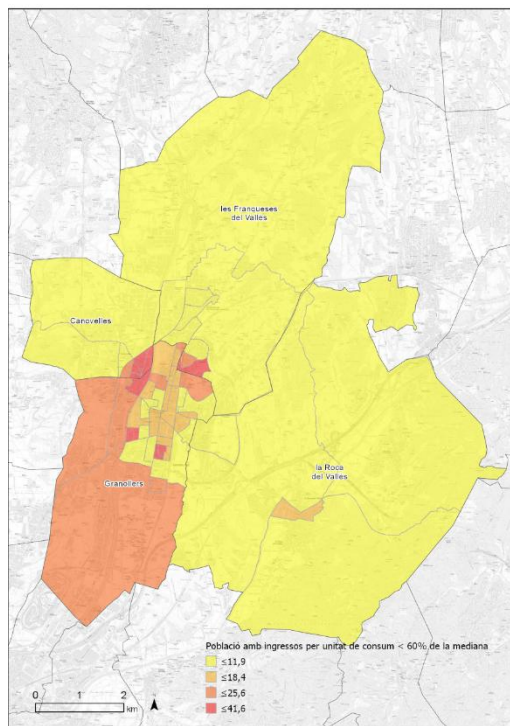 les Franqueses
del Vallès
Canovelles
la Roca
del Vallès
Granollers
Població amb ingressos per unitat de consum < 60% de la mediana
≤11,9
≤18,4
≤25,6
≤41,6
0 1 2
km